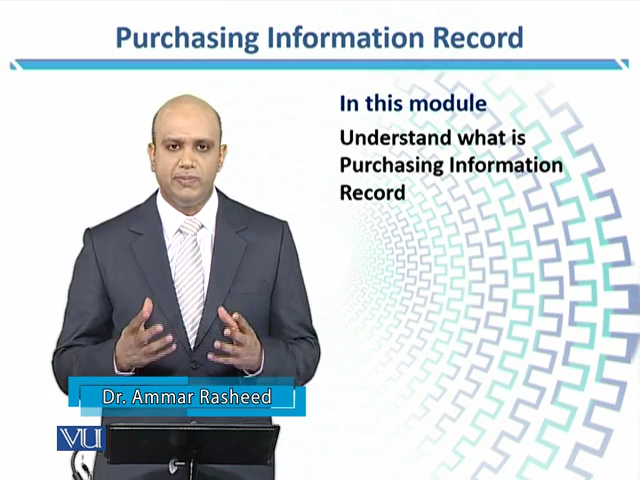 Purchasing Information Record
In this module
Understand what is
Purchasing Information
Record
Dr. Ammar Rasheed
VU